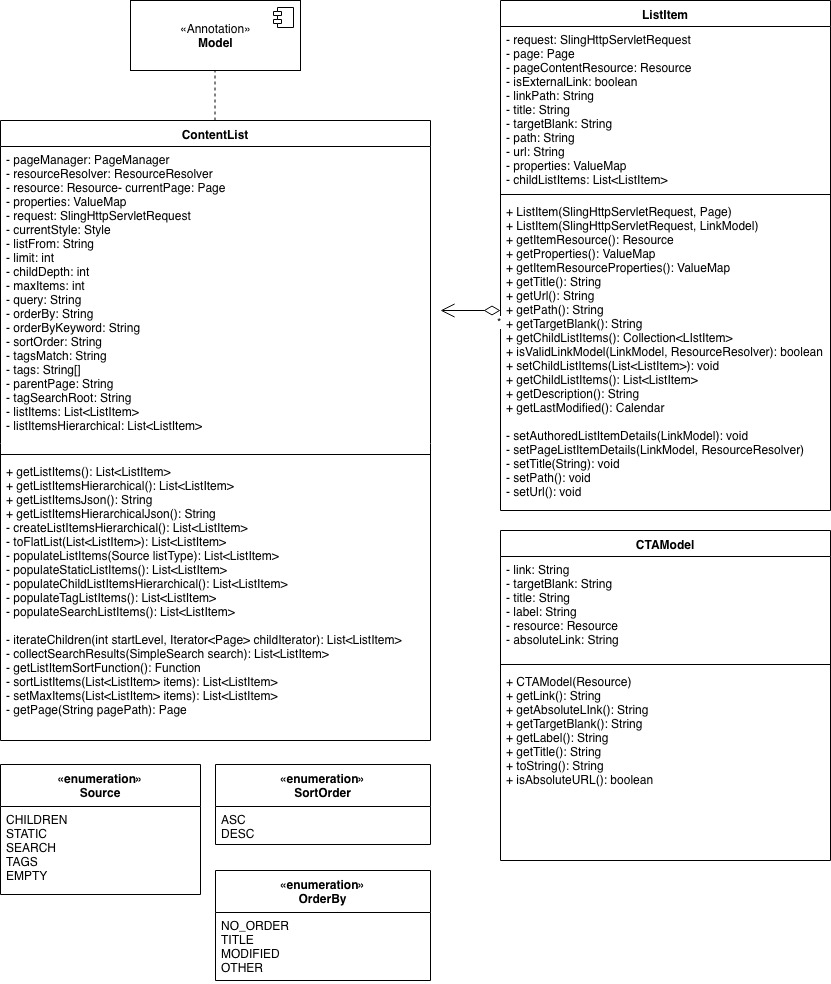 «Annotation»
Model
ContentList
- pageManager: PageManager
- resourceResolver: ResourceResolver
- resource: Resource- currentPage: Page
- properties: ValueMap
- request: SlingHttpServletRequest
- currentStyle: Style
- listFrom: String
- limit: int
- childDepth: int
- maxItems: int
- query: String
- orderBy: String
- orderByKeyword: String
- sortOrder: String
- tagsMatch: String
- tags: String[]
- parentPage: String
- tagSearchRoot: String
- listItems: List<ListItem>
- listItemsHierarchical: List<ListItem>
+ getListItems(): List<ListItem>
+ getListItemsHierarchical(): List<ListItem>
+ getListItemsJson(): String
+ getListItemsHierarchicalJson(): String
- createListItemsHierarchical(): List<ListItem>
- toFlatList(List<ListItem>): List<ListItem>
- populateListItems(Source listType): List<ListItem>
- populateStaticListItems(): List<ListItem>
- populateChildListItemsHierarchical(): List<ListItem>
- populateTagListItems(): List<ListItem>
- populateSearchListItems(): List<ListItem>
- iterateChildren(int startLevel, Iterator<Page> childIterator): List<ListItem>
- collectSearchResults(SimpleSearch search): List<ListItem>
- getListItemSortFunction(): Function
- sortListItems(List<ListItem> items): List<ListItem>
- setMaxItems(List<ListItem> items): List<ListItem>
- getPage(String pagePath): Page
«enumeration»
Source
CHILDREN
STATIC
SEARCH
TAGS
EMPTY
«enumeration»
SortOrder
ASC
DESC
«enumeration»
OrderBy
NO_ORDER
TITLE
MODIFIED
OTHER
ListItem
- request: SlingHttpServletRequest
- page: Page
- pageContentResource: Resource
- isExternalLink: boolean
- linkPath: String
- title: String
- targetBlank: String
- path: String
- url: String
- properties: ValueMap
- childListItems: List<ListItem>
+ ListItem(SlingHttpServletRequest, Page)
+ ListItem(SlingHttpServletRequest, LinkModel)
+ getItemResource(): Resource
+ getProperties(): ValueMap
+ getItemResourceProperties(): ValueMap
+ getTitle(): String
+ getUrl(): String
+ getPath(): String
+ getTargetBlank(): String
+ getChildListItems(): Collection<LIstItem>
+ isValidLinkModel(LinkModel, ResourceResolver): boolean
+ setChildListItems(List<ListItem>): void
+ getChildListItems(): List<ListItem>
+ getDescription(): String
+ getLastModified(): Calendar
- setAuthoredListItemDetails(LinkModel): void
- setPageListItemDetails(LinkModel, ResourceResolver)
- setTitle(String): void
- setPath(): void
- setUrl(): void
*
CTAModel
- link: String
- targetBlank: String
- title: String
- label: String
- resource: Resource
- absoluteLink: String
+ CTAModel(Resource)
+ getLink(): String
+ getAbsoluteLInk(): String
+ getTargetBlank(): String
+ getLabel(): String
+ getTitle(): String
+ toString(): String
+ isAbsoluteURL(): boolean